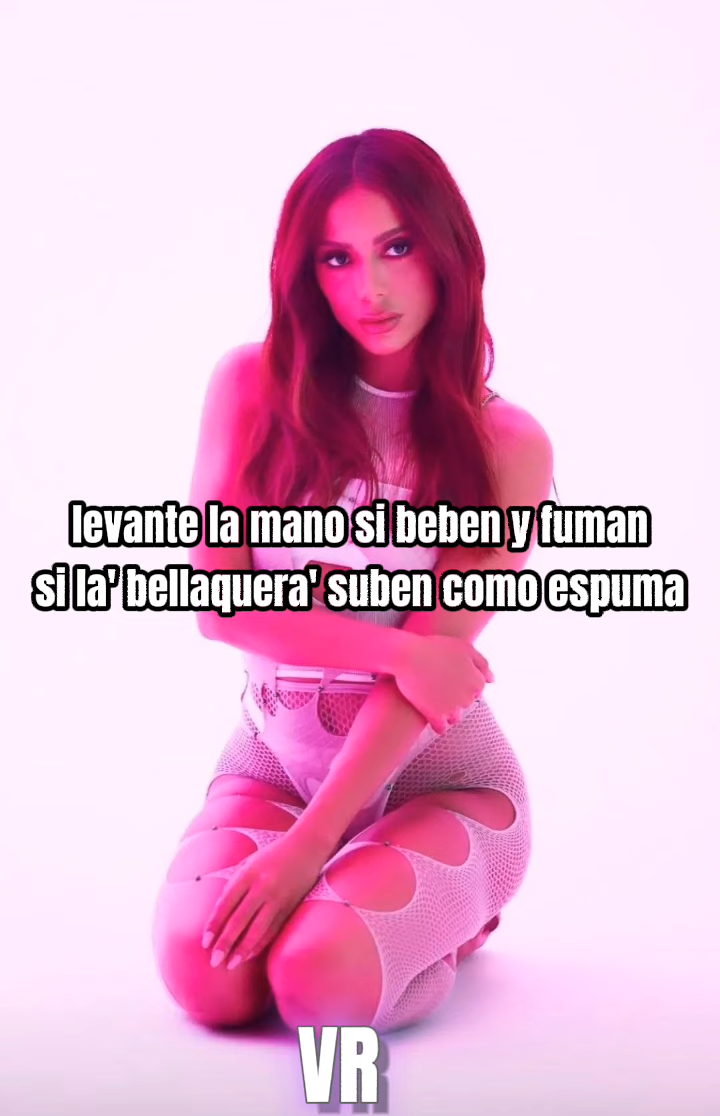 levante la mano si beben y fuman
si la' bellaquera' suben como espuma
VR